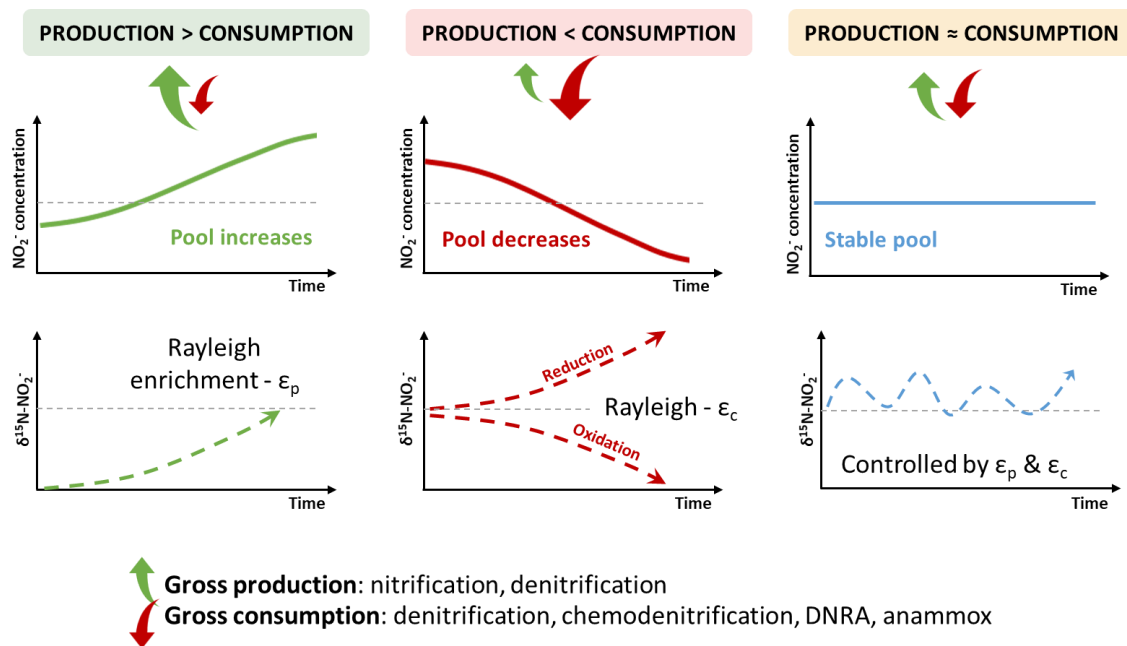 PRODUCTION > CONSUMPTION
PRODUCTION < CONSUMPTION
PRODUCTION ≈ CONSUMPTION
NO₂⁻ concentration
Pool increases
Time
NO₂⁻ concentration
Pool decreases
Time
NO₂⁻ concentration
Stable pool
Time
δ¹⁵N-NO₂⁻
Rayleigh
enrichment - εₚ
Time
δ¹⁵N-NO₂⁻
Reduction
Rayleigh - ε꜀
Oxidation
Time
δ¹⁵N-NO₂⁻
Controlled by εₚ & ε꜀
Time
Gross production: nitrification, denitrification
Gross consumption: denitrification, chemodenitrification, DNRA, anammox